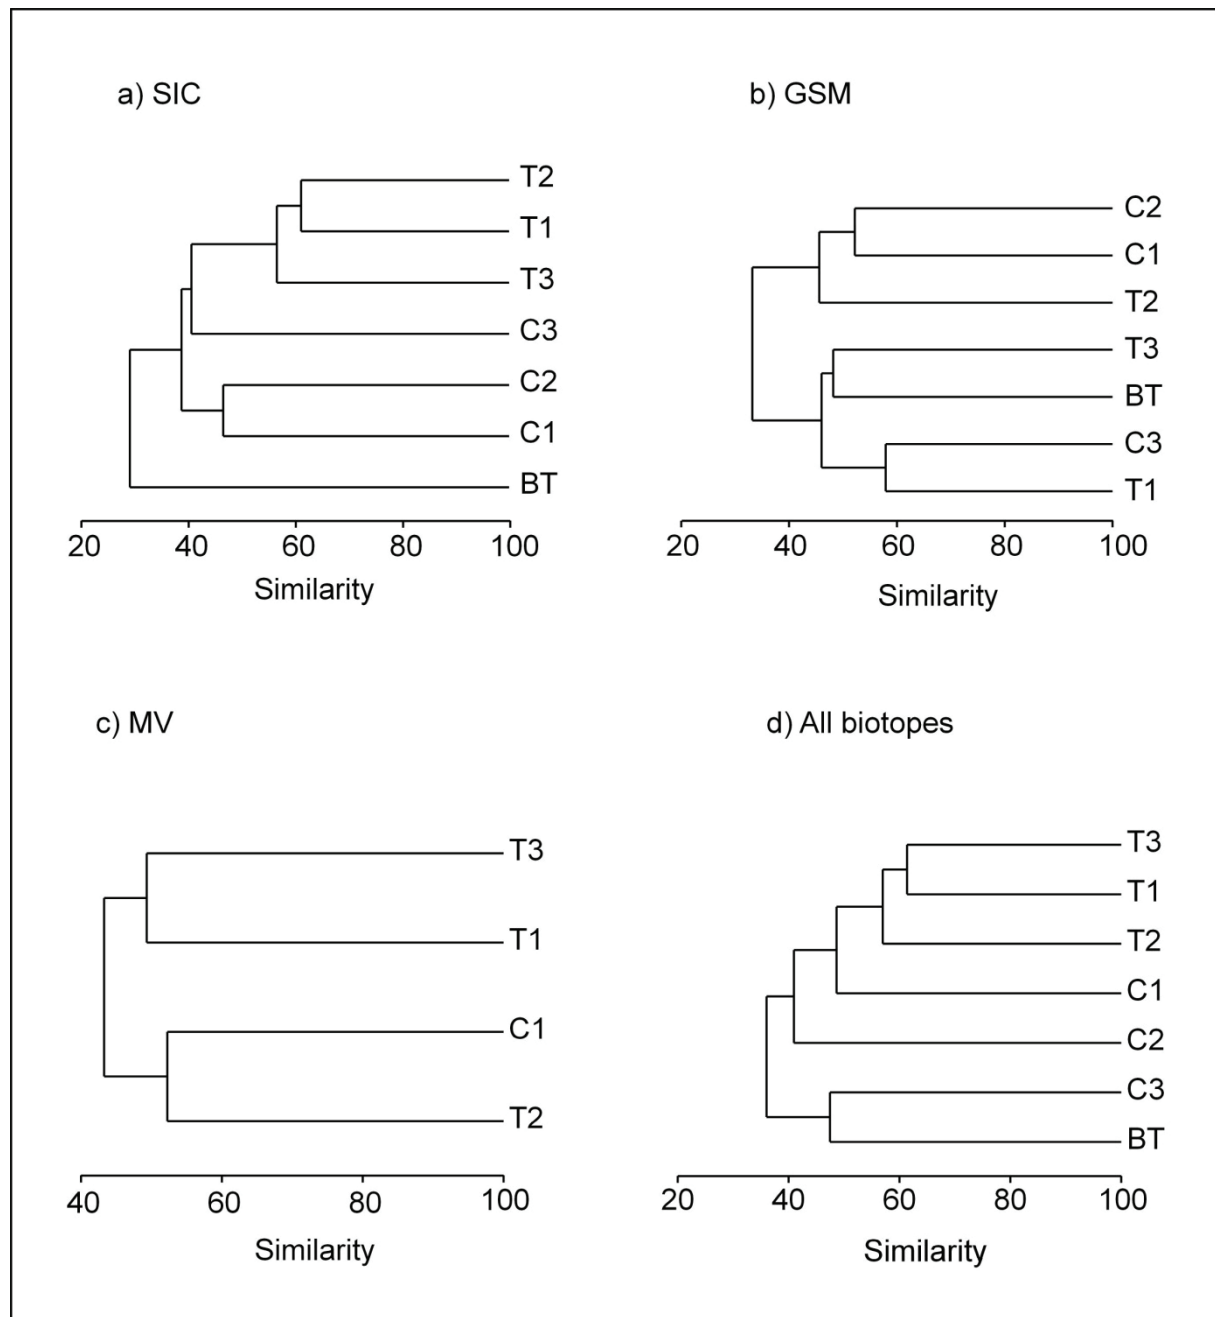 a) SIC
T2
T1
T3
C3
C2
C1
BT
20 40 60 80 100
Similarity
b) GSM
C2
C1
T2
T3
BT
C3
T1
20 40 60 80 100
Similarity
c) MV
T3
T1
C1
T2
40 60 80 100
Similarity
d) All biotopes
T3
T1
T2
C1
C2
C3
BT
20 40 60 80 100
Similarity